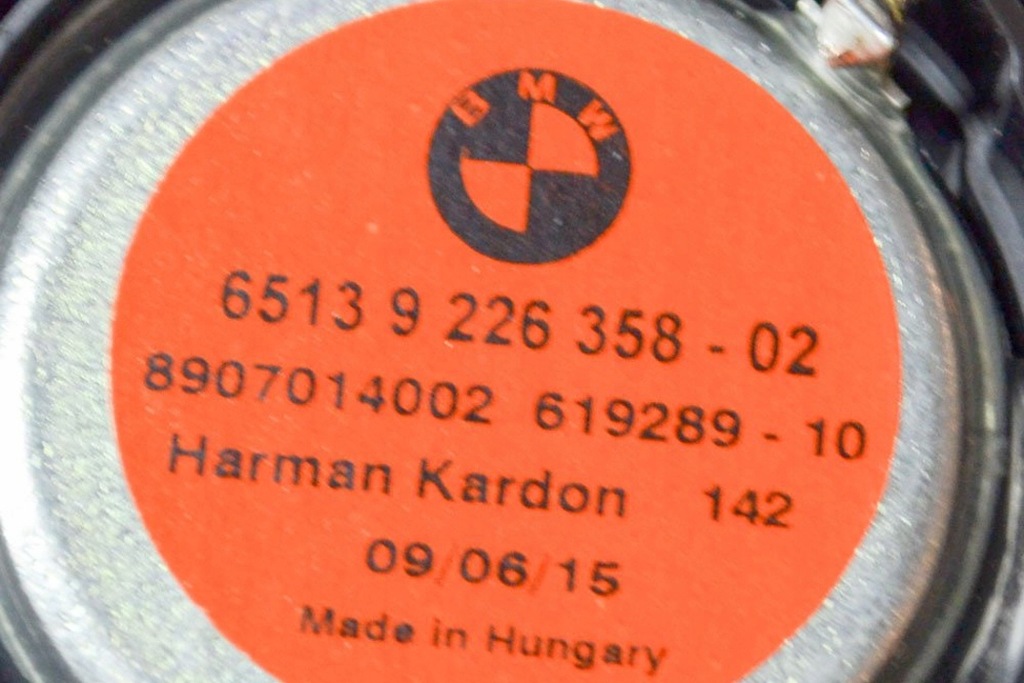 BMW
6513 9 226 358 - 02
8907014002 619289 - 10
Harman Kardon 142
09/06/15
Made in Hungary